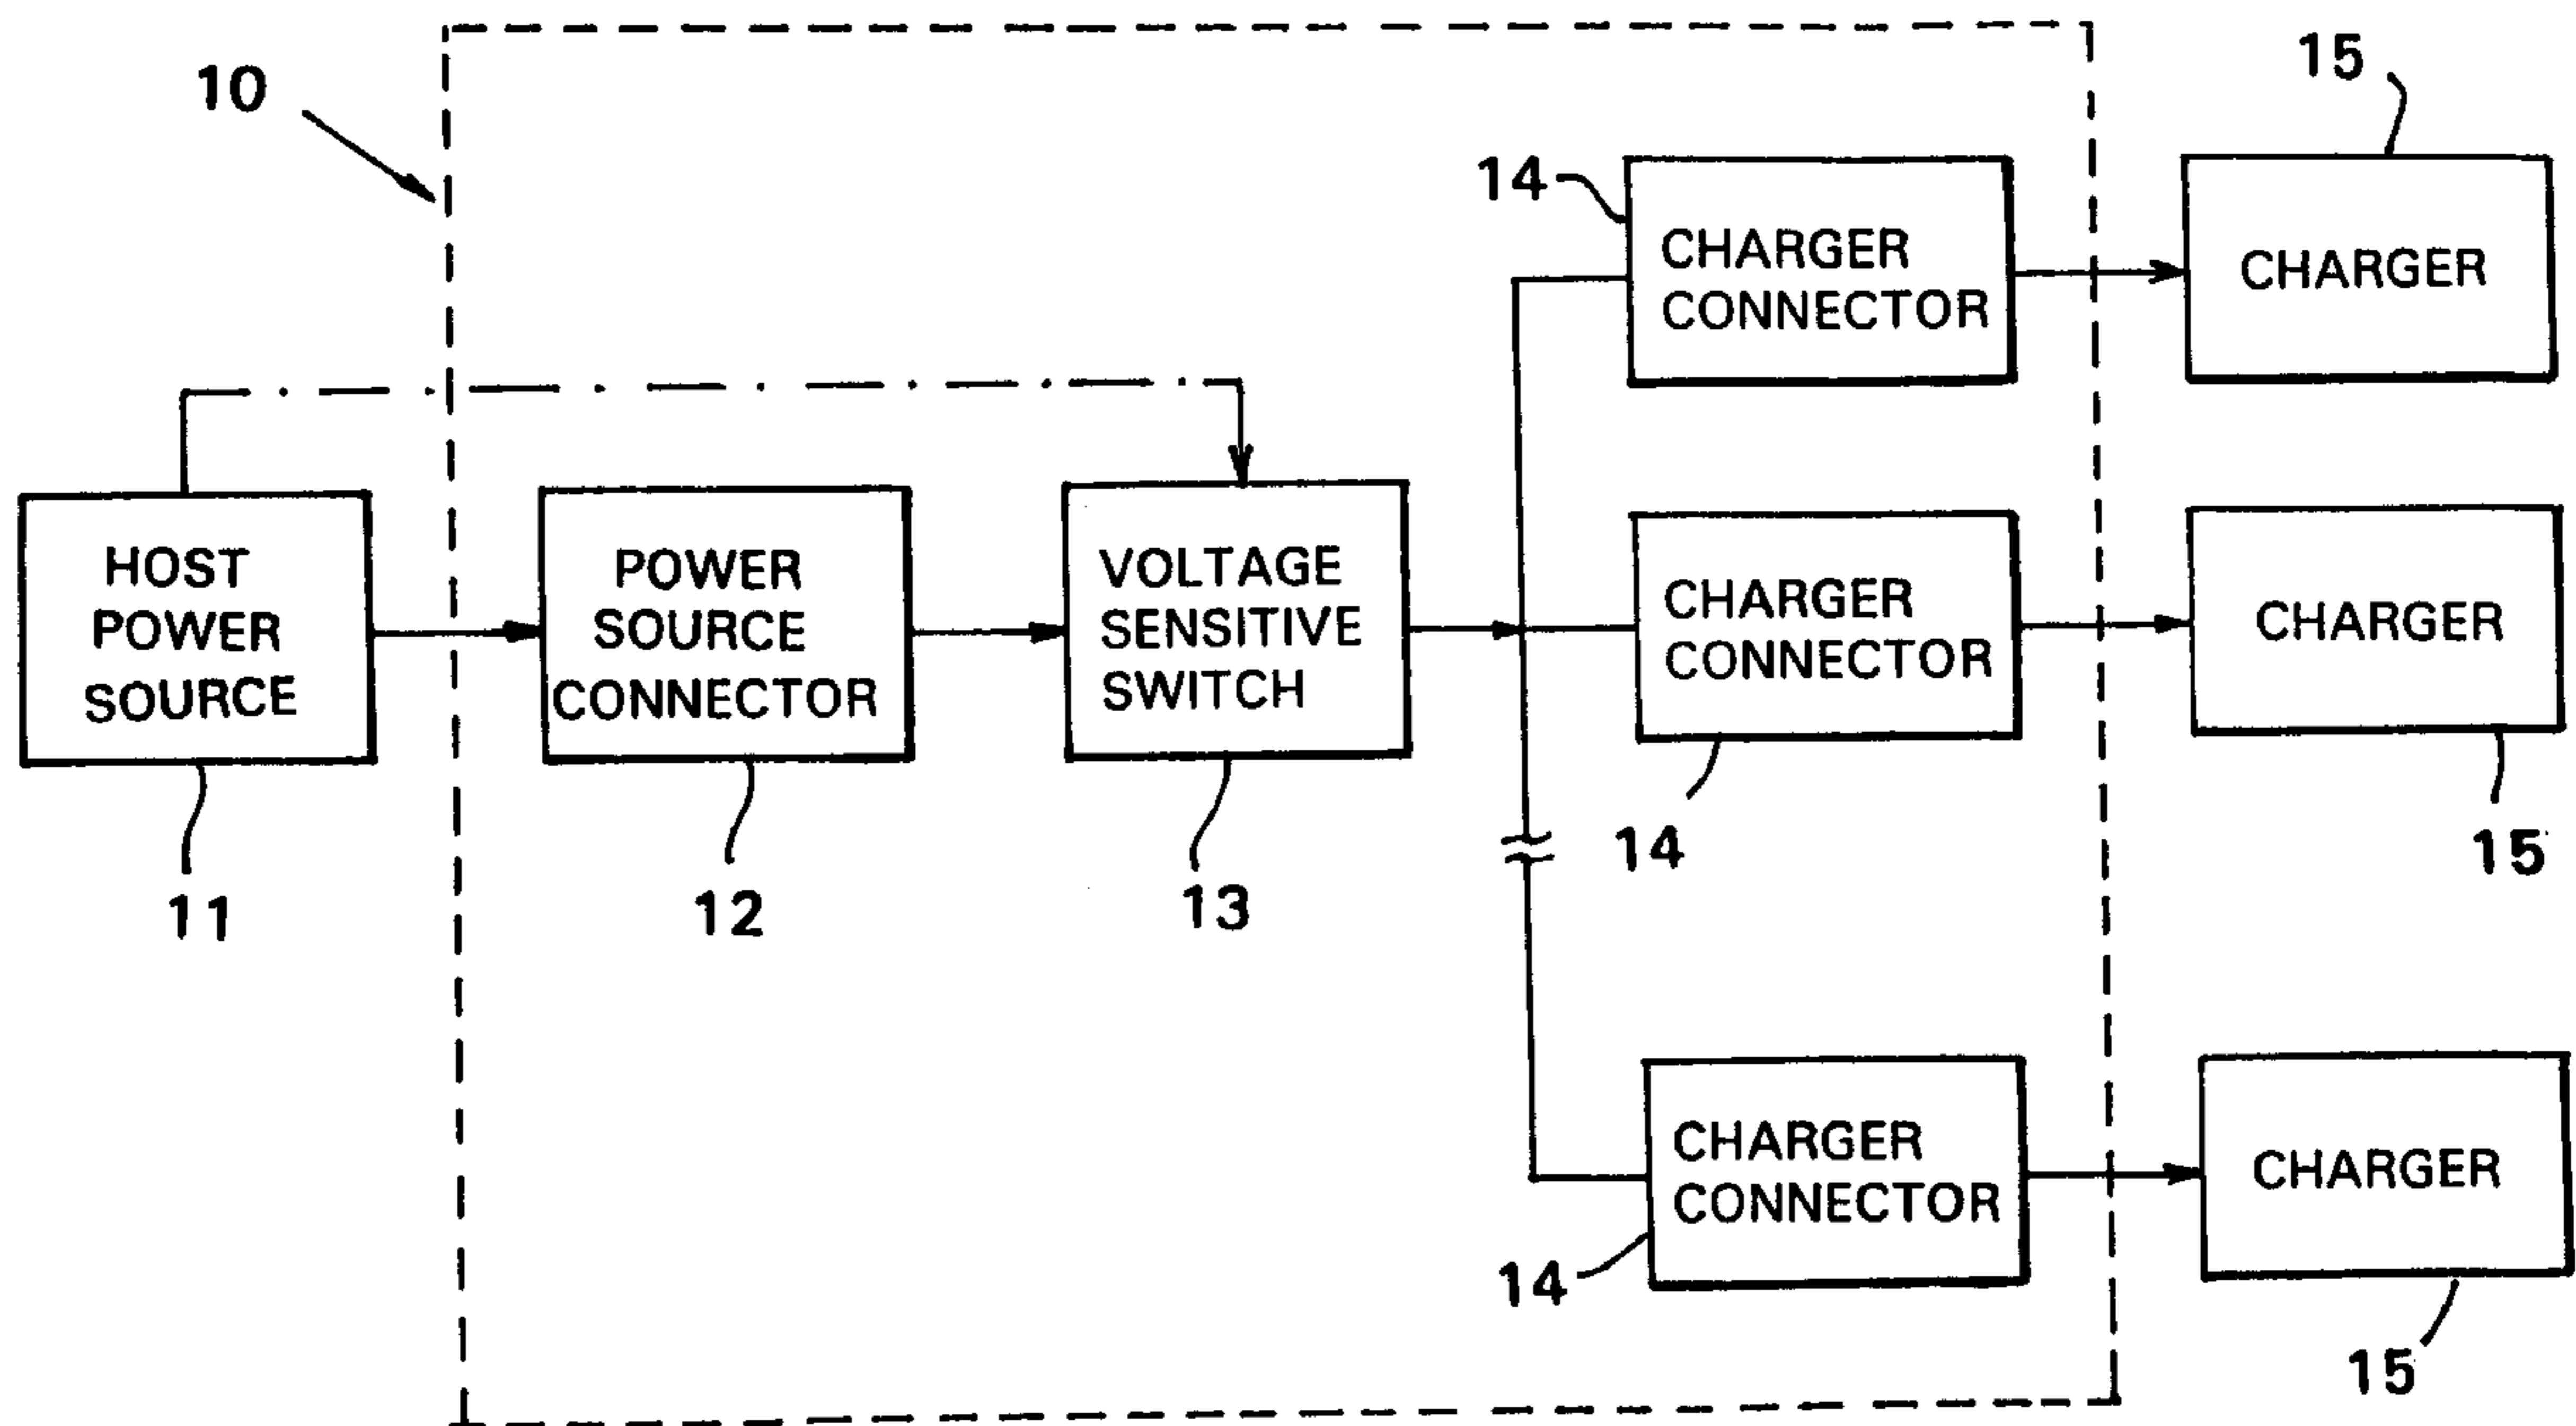 10
15
14
CHARGER
CONNECTOR
CHARGER
HOST
POWER
SOURCE
POWER
SOURCE
CONNECTOR
VOLTAGE
SENSITIVE
SWITCH
CHARGER
CONNECTOR
CHARGER
11
12
13
14
15
CHARGER
CONNECTOR
CHARGER
14
15